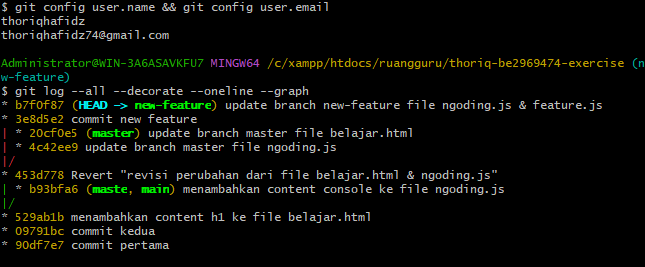 $ git config user.name && git config user.email
thoriqhafidz
thoriqhafidz74@gmail.com
Administrator@WIN-3A6ASAVKFU7 MINGW64 /c/xampp/htdocs/ruangguru/thoriq-be2969474-exercise (n
w-feature)
$ git log --all --decorate --oneline --graph
* b7f0f87 (HEAD -> new-feature) update branch new-feature file ngoding.js & feature.js
* 3e8d5e2 commit new feature
| * 20cf0e5 (master) update branch master file belajar.html
| * 4c42ee9 update branch master file ngoding.js
|/
* 453d778 Revert "revisi perubahan dari file belajar.html & ngoding.js"
| * b93bfa6 (maste, main) menambahkan content console ke file ngoding.js
|/
* 529ab1b menambahkan content h1 ke file belajar.html
* 09791bc commit kedua
* 90df7e7 commit pertama